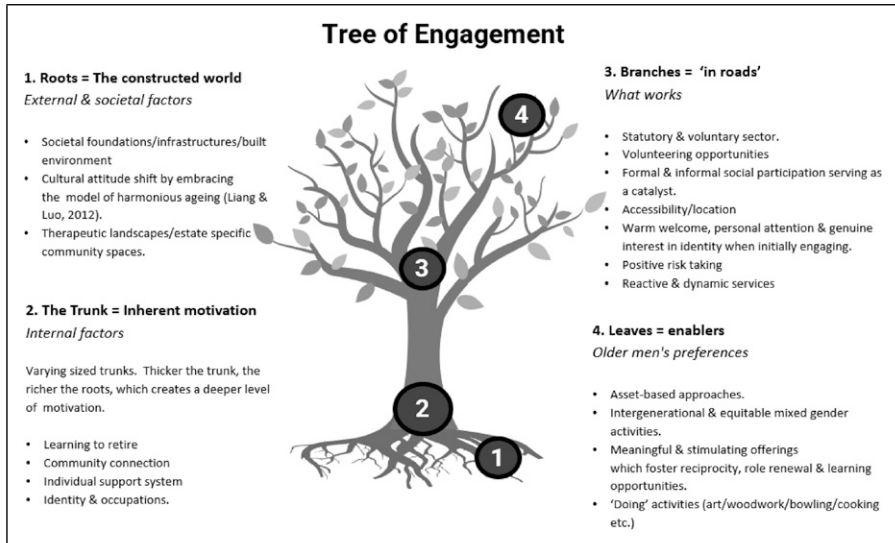 Tree of Engagement
1. Roots = The constructed world
External & societal factors
• Societal foundations/infrastructures/built
environment
• Cultural attitude shift by embracing
the model of harmonious ageing (Liang &
Luo, 2012).
• Therapeutic landscapes/estate specific
community spaces.
2. The Trunk = Inherent motivation
Internal factors
Varying sized trunks. Thicker the trunk, the
richer the roots, which creates a deeper level
of motivation.
• Learning to retire
• Community connection
• Individual support system
• Identity & occupations.
3. Branches = ‘in roads’
What works
• Statutory & voluntary sector.
• Volunteering opportunities
• Formal & informal social participation serving as
a catalyst.
• Accessibility/location
• Warm welcome, personal attention & genuine
interest in identity when initially engaging.
• Positive risk taking
• Reactive & dynamic services
4. Leaves = enablers
Older men's preferences
• Asset-based approaches.
• Intergenerational & equitable mixed gender
activities.
• Meaningful & stimulating offerings
which foster reciprocity, role renewal & learning
opportunities.
• ‘Doing’ activities (art/woodwork/bowling/cooking
etc.)
4
3
2
1